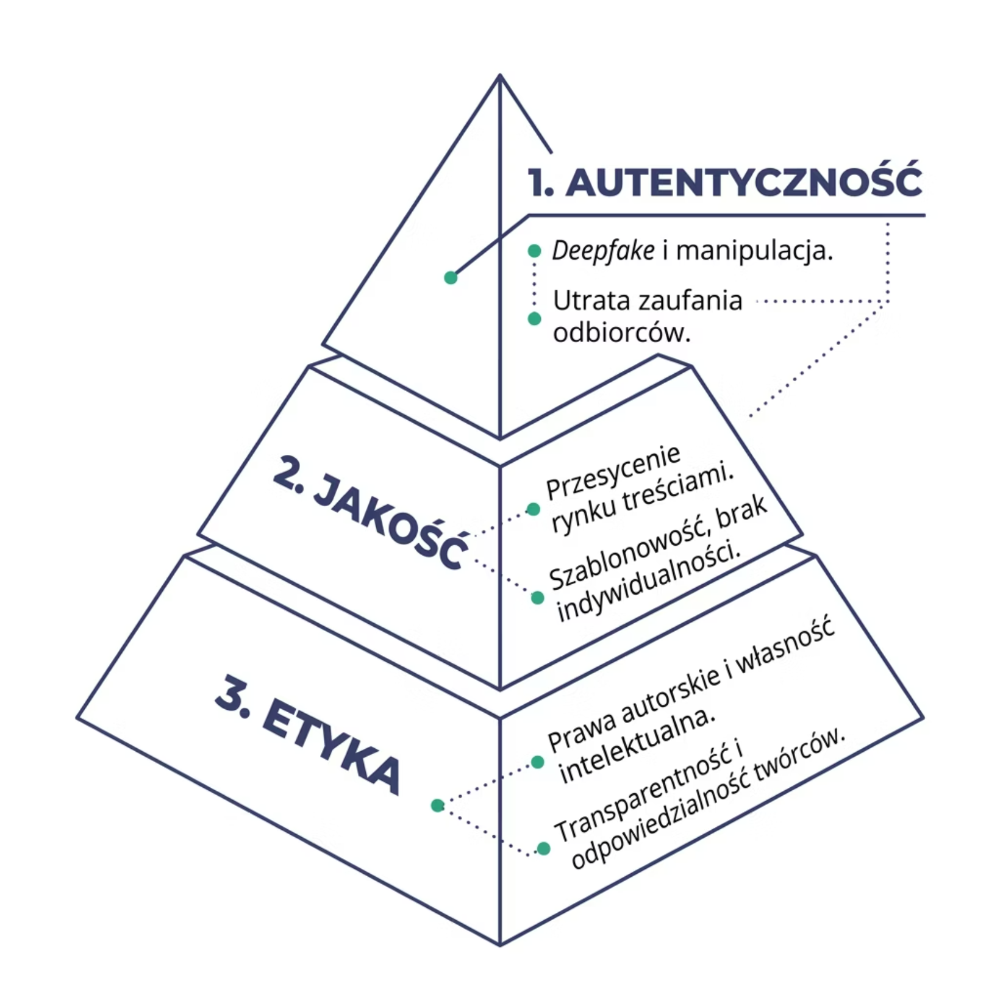 1. AUTENTYCZNOŚĆ
Deepfake i manipulacja.
Utrata zaufania
odbiorców.
2. JAKOŚĆ
Przesycenie
rynku treściami.
Szablonowość, brak
indywidualności.
3. ETYKA
Prawa autorskie i własność
intelektualna.
Transparentność i
odpowiedzialność twórców.